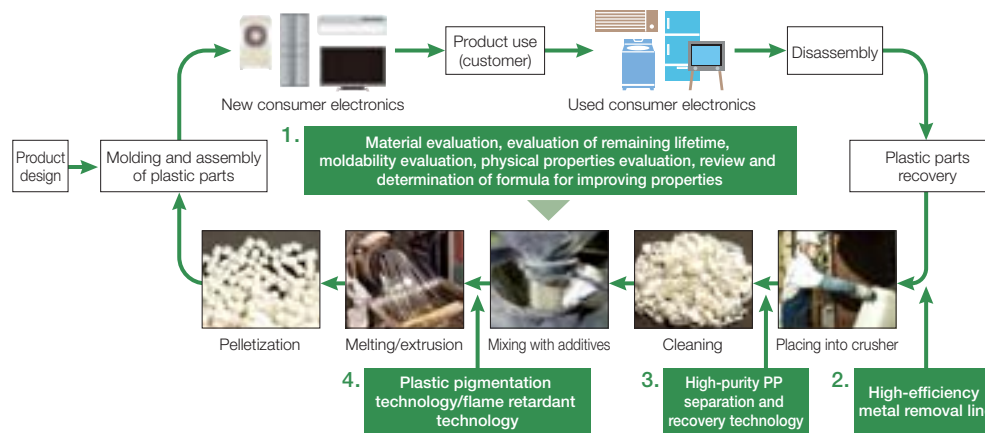 New consumer electronics
Product use
(customer)
Used consumer electronics
Disassembly
Product
design
Molding and assembly
of plastic parts
1.
Material evaluation, evaluation of remaining lifetime,
moldability evaluation, physical properties evaluation, review and
determination of formula for improving properties
Plastic parts
recovery
Pelletization
Melting/extrusion
Mixing with additives
Cleaning
Placing into crusher
4.
Plastic pigmentation
technology/flame retardant
technology
3.
High-purity PP
separation and
recovery technology
2.
High-efficiency
metal removal line